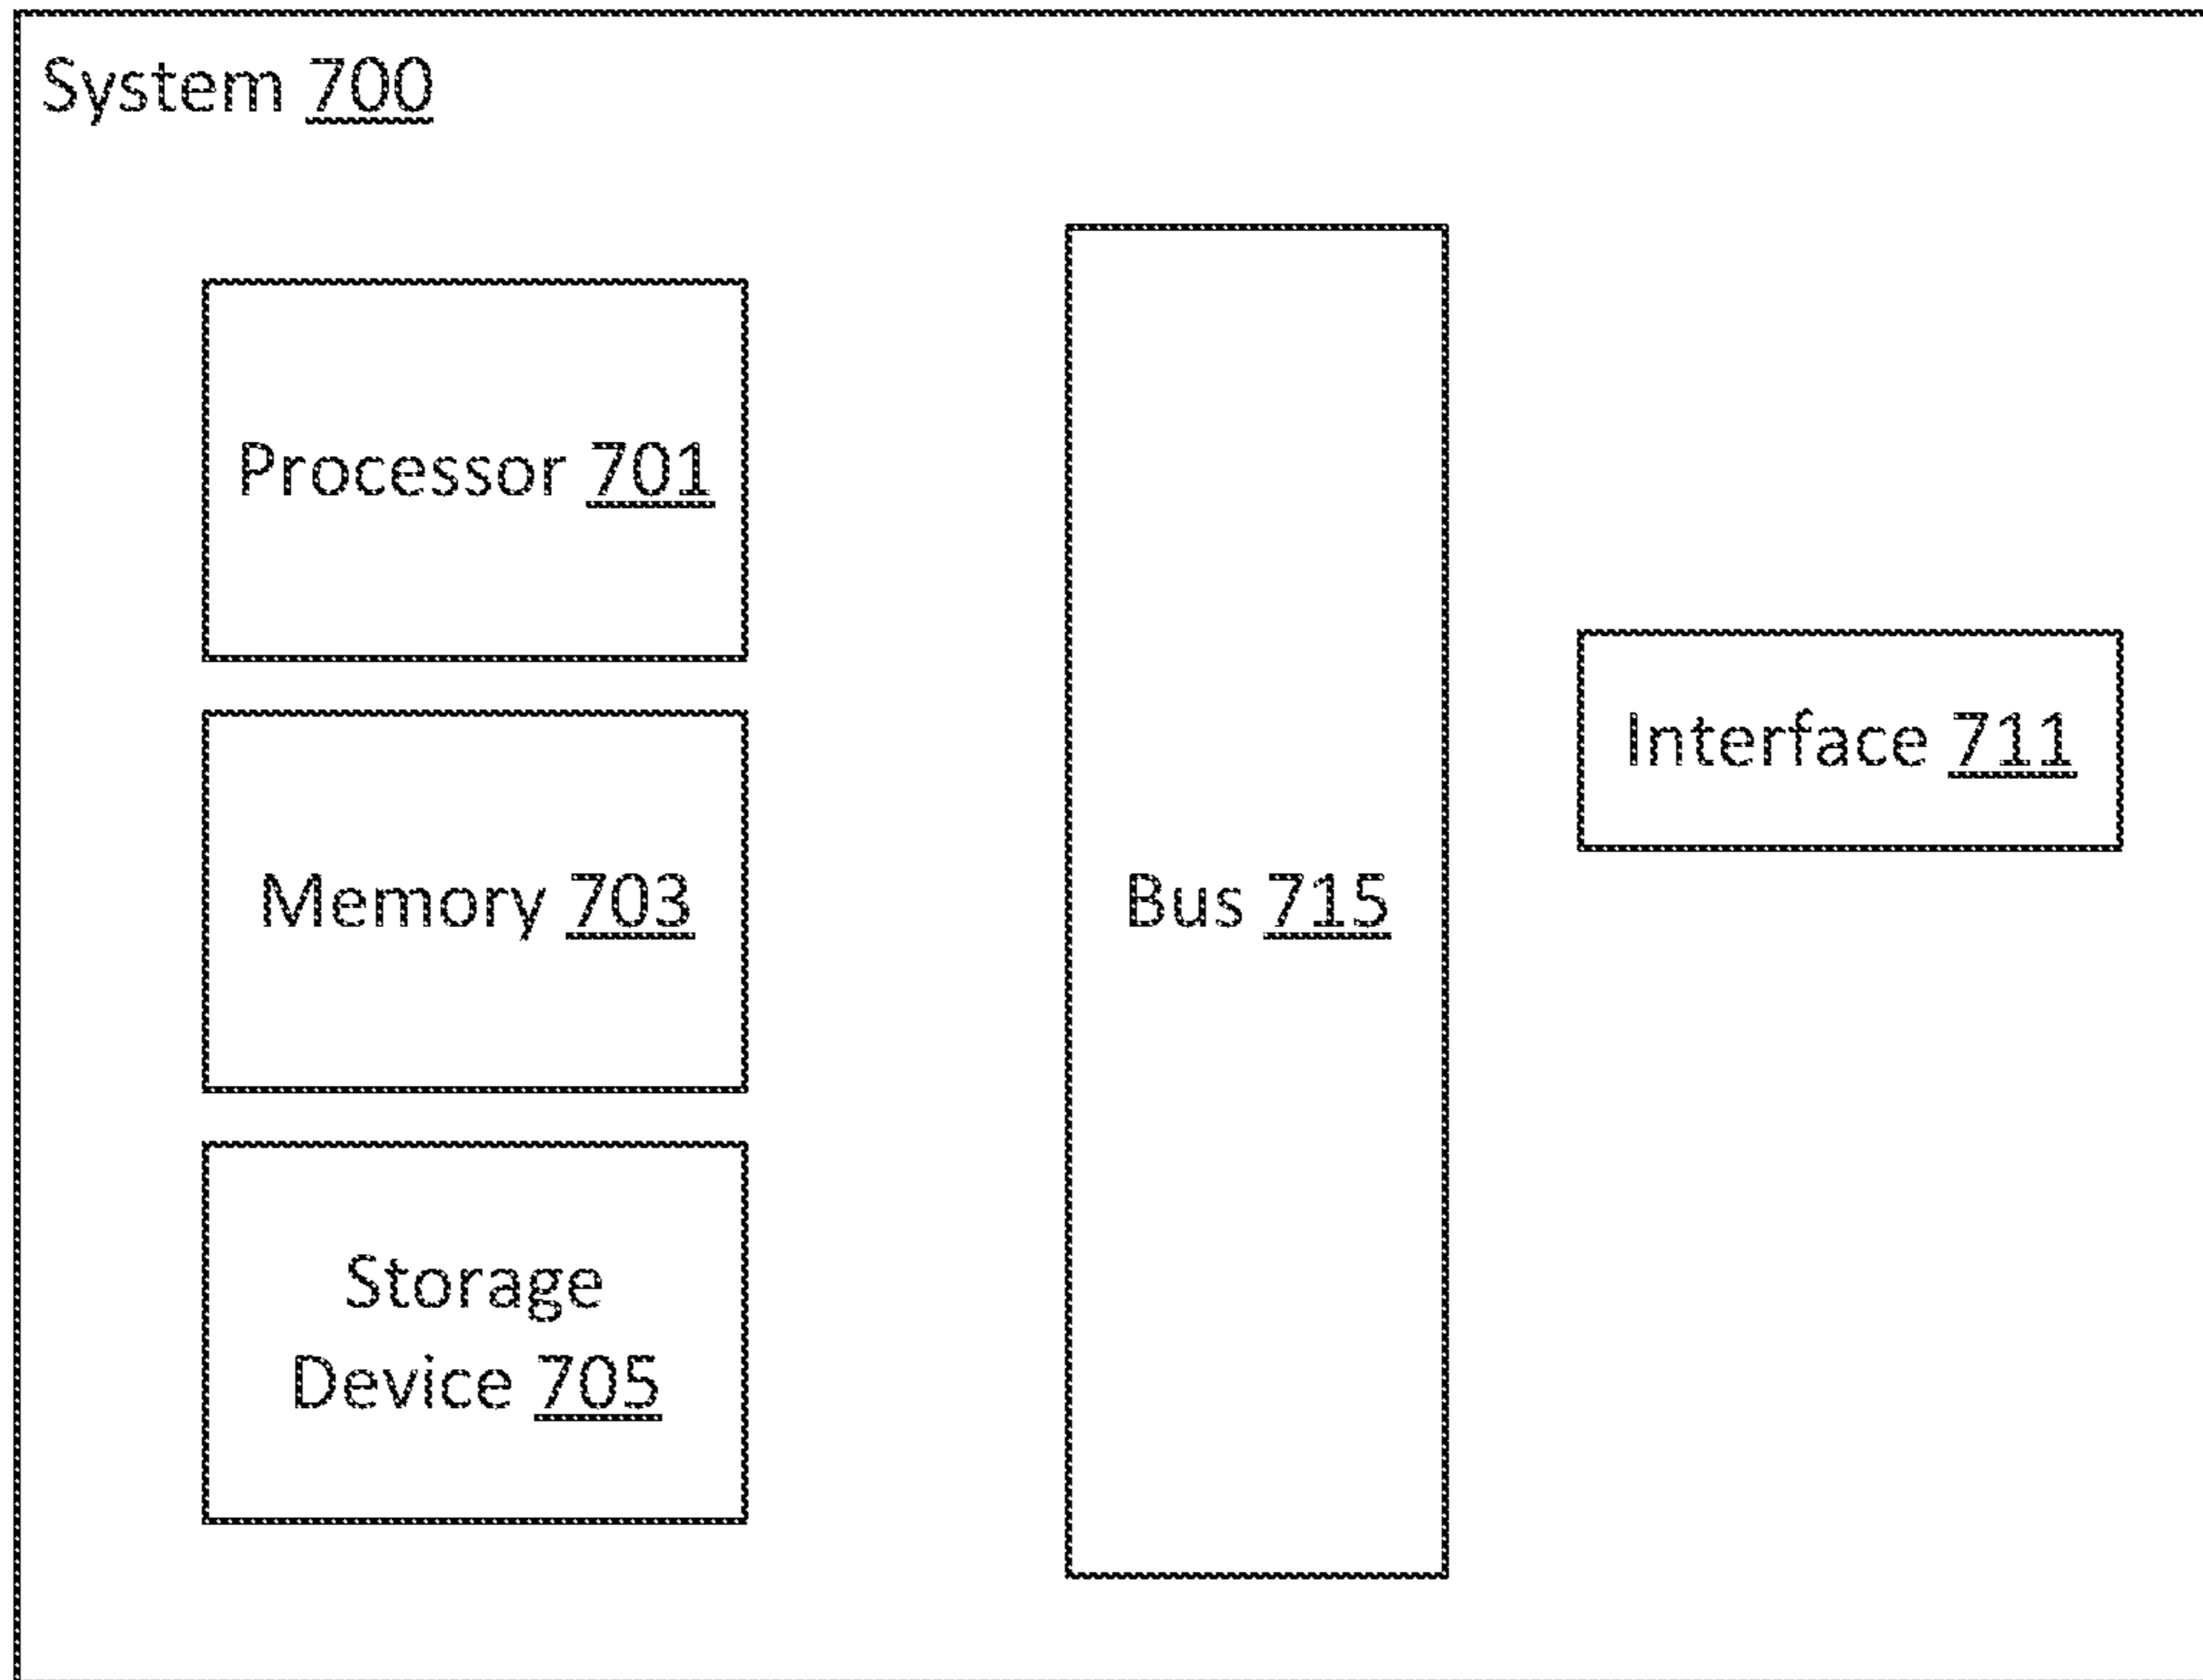 System 700
Processor 701
Memory 703
Storage
Device 705
Bus 715
Interface 711